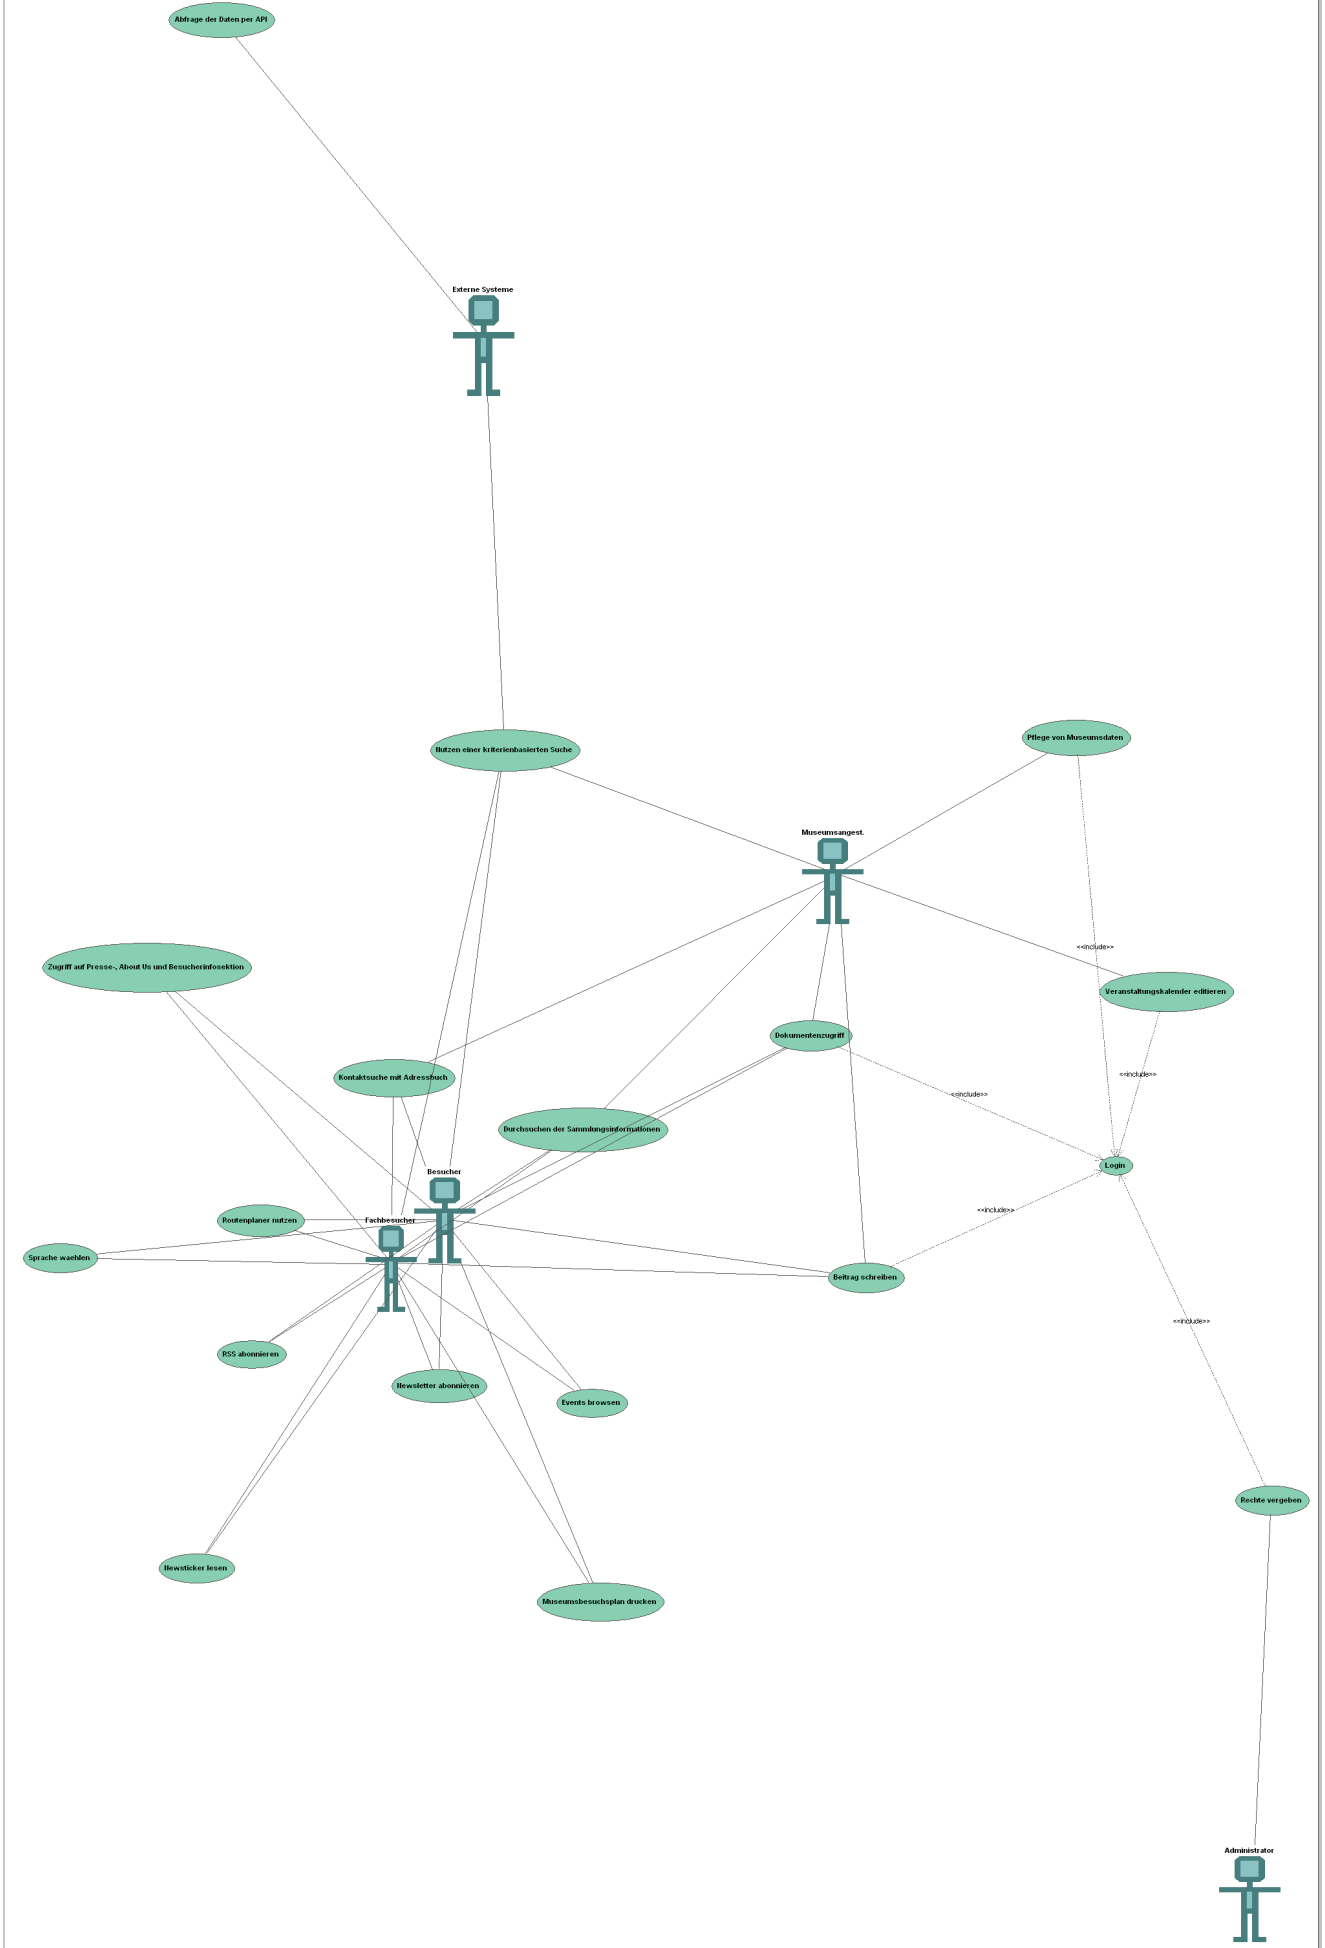 Abfrage der Daten per API
Externe Systeme
Nutzen einer kriterienbasierten Suche
Pflege von Museumsdaten
Museumsangest.
<<include>>
Zugriff auf Presse-, About Us und Besucherinfosektion
Veranstaltungskalender editieren
Dokumentenzugriff
Kontaktsuche mit Adressbuch
<<include>>
<<include>>
Durchsuchen der Sammlungsinformationen
Login
Besucher
<<include>>
Routenplaner nutzen
Fachbesucher
Sprache waehlen
Beitrag schreiben
<<include>>
RSS abonnieren
Newsletter abonnieren
Events browsen
Rechte vergeben
Newsticker lesen
Museumsbesuchsplan drucken
Administrator